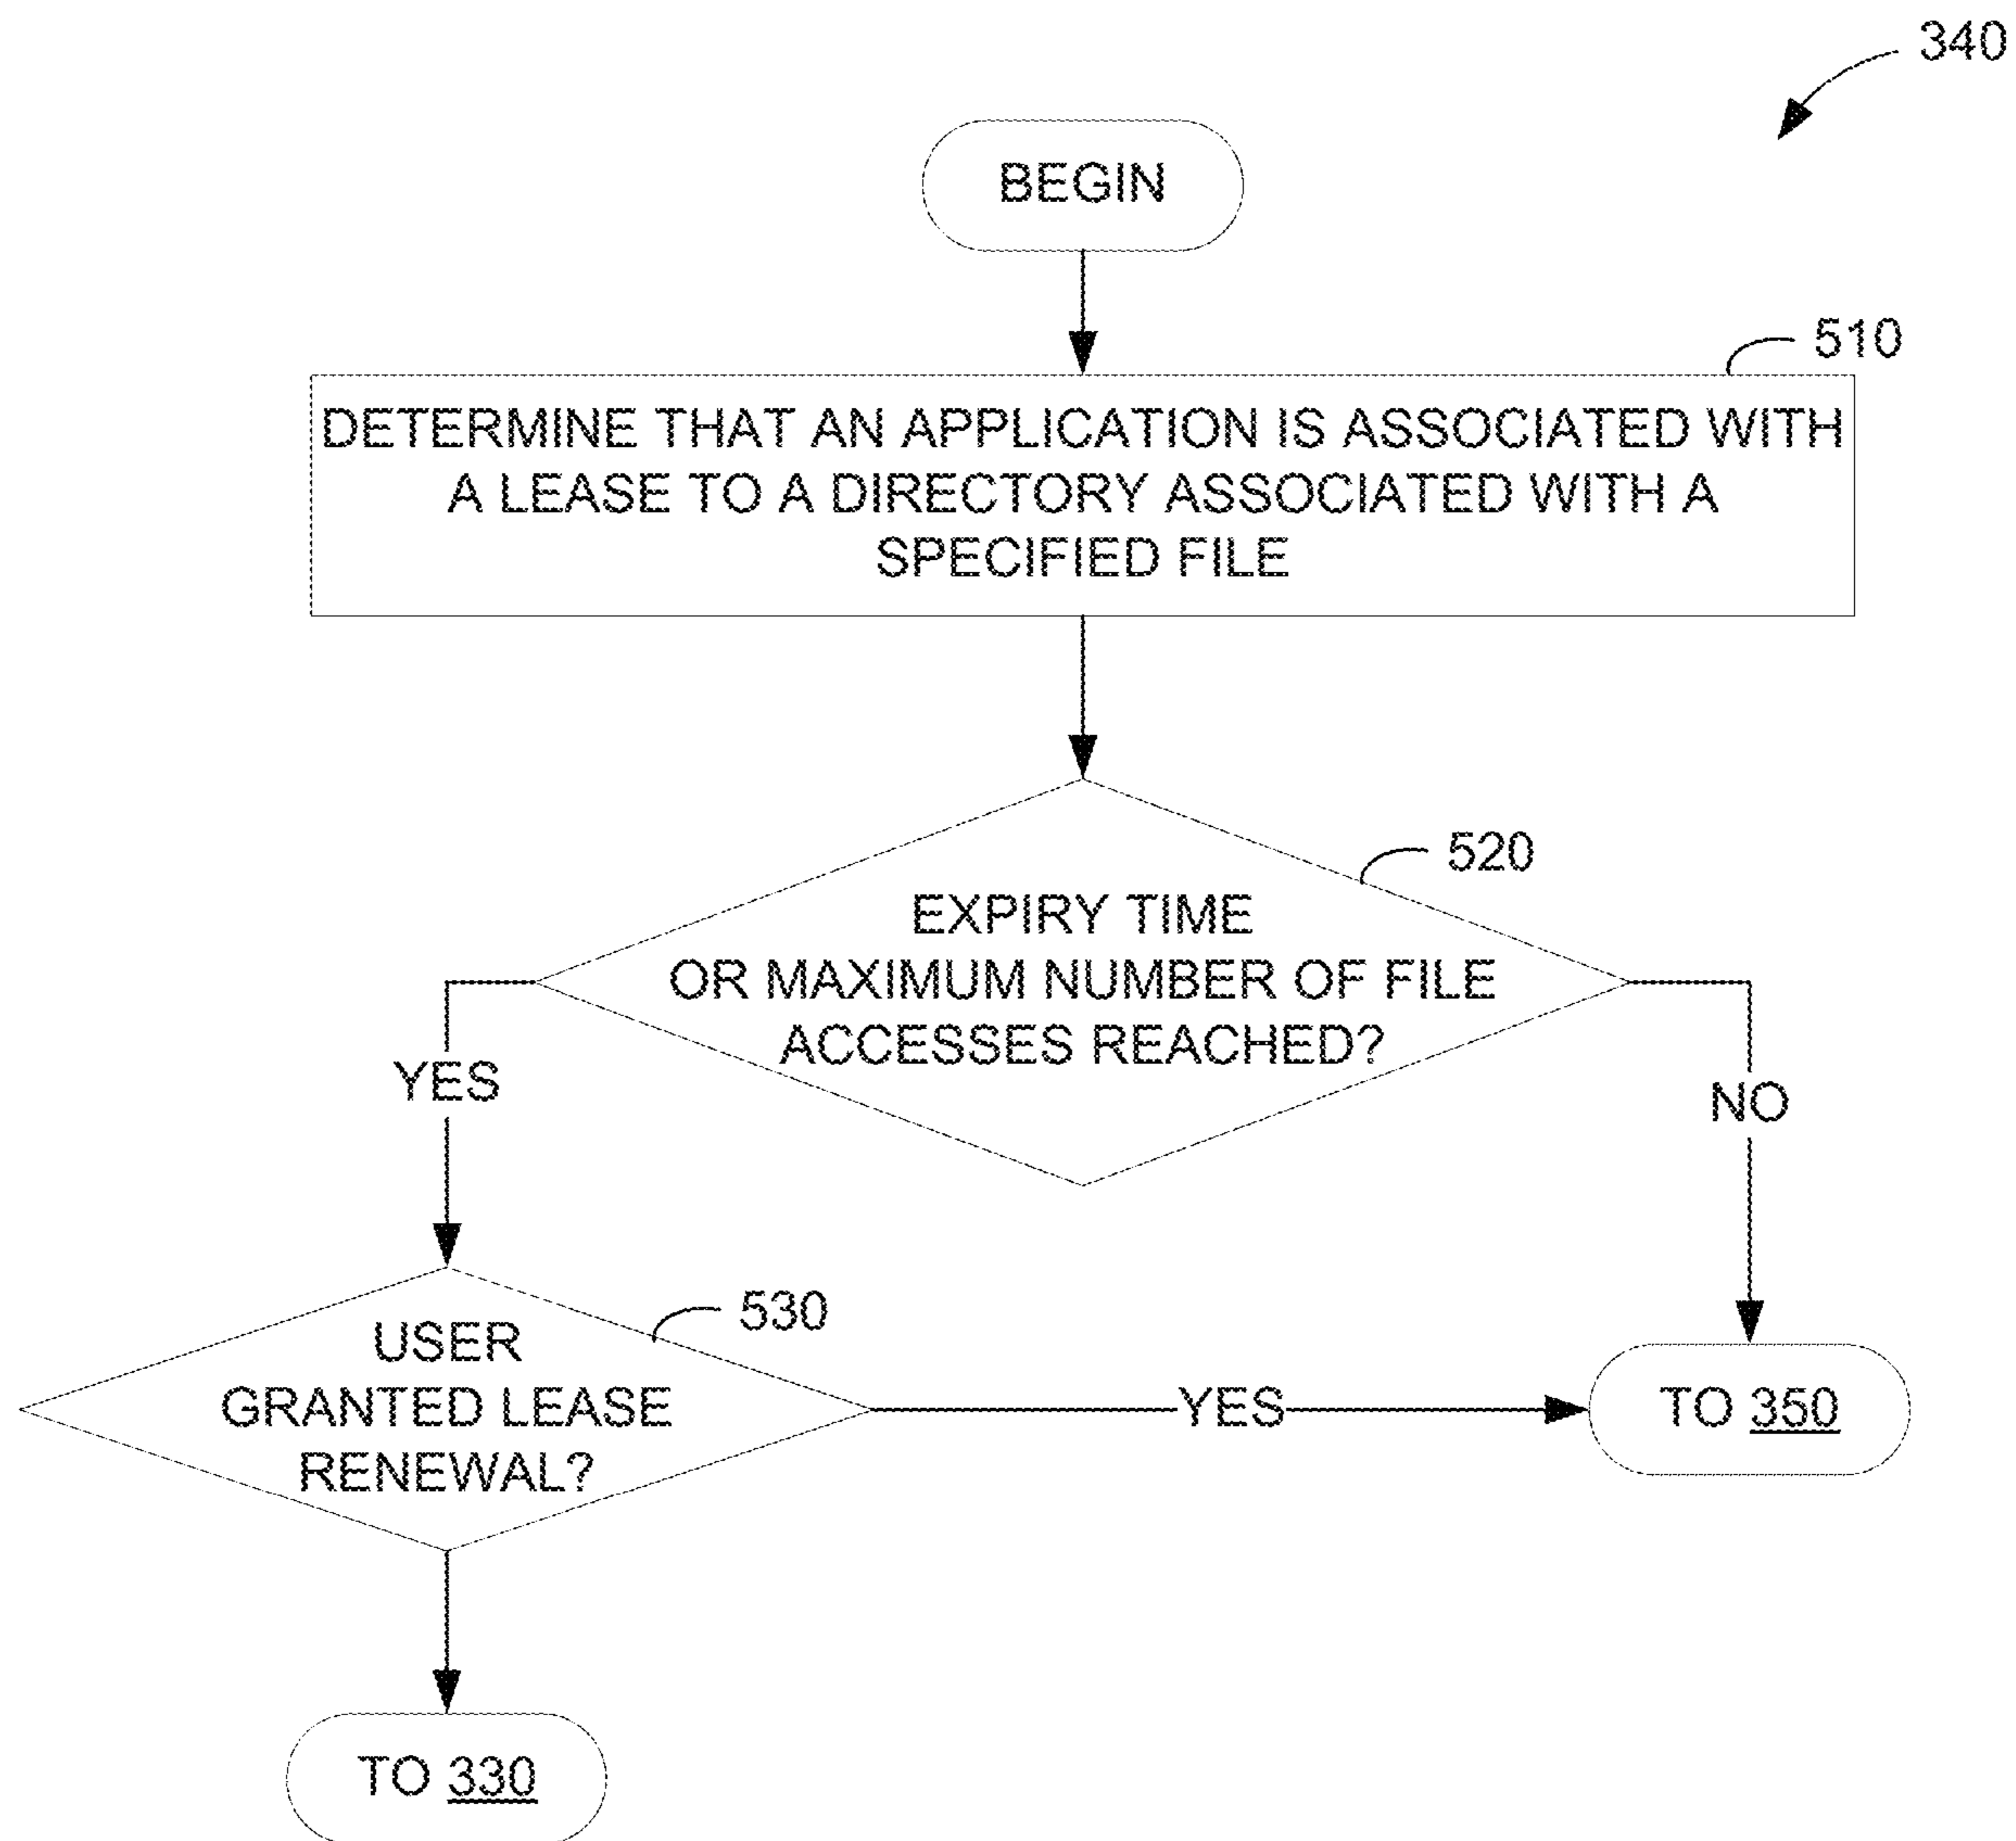 340
BEGIN
510
DETERMINE THAT AN APPLICATION IS ASSOCIATED WITH
A LEASE TO A DIRECTORY ASSOCIATED WITH A
SPECIFIED FILE
520
EXPIRY TIME
OR MAXIMUM NUMBER OF FILE
ACCESSES REACHED?
YES
NO
530
USER
GRANTED LEASE
RENEWAL?
YES
TO 350
TO 330